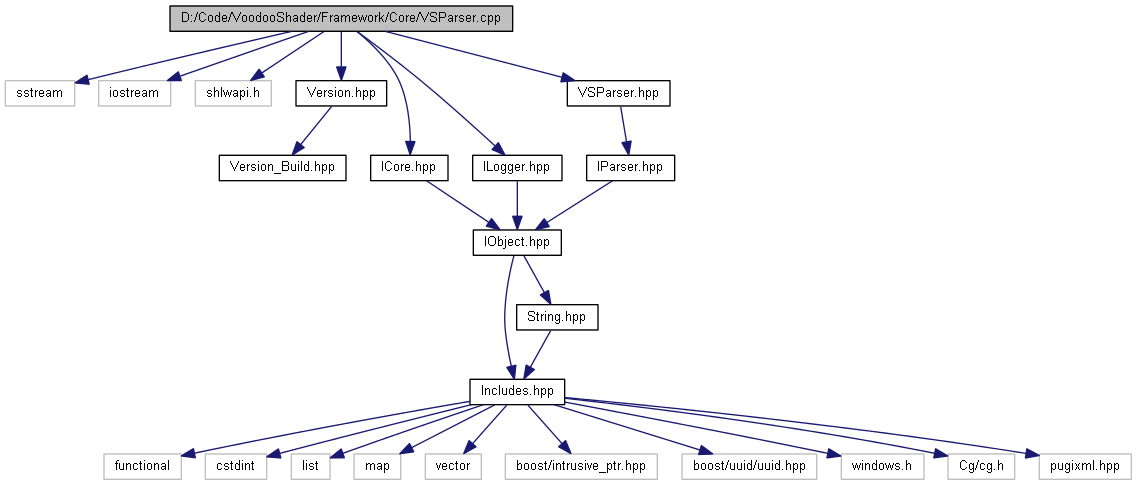 D:/Code/VoodooShader/Framework/Core/VSParser.cpp
sstream
iostream
shlwapi.h
Version.hpp
VSParser.hpp
Version_Build.hpp
ICore.hpp
ILogger.hpp
IParser.hpp
IObject.hpp
String.hpp
Includes.hpp
functional
cstdint
list
map
vector
boost/intrusive_ptr.hpp
boost/uuid/uuid.hpp
windows.h
Cg/cg.h
pugixml.hpp